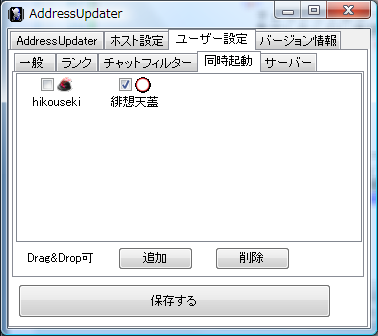 AddressUpdater
AddressUpdater ホスト設定 ユーザー設定 バージョン情報
一般 ランク チャットフィルター 同時起動 サーバー
hikouseki 緋想天蓋
Drag&Drop可 追加 削除
保存する